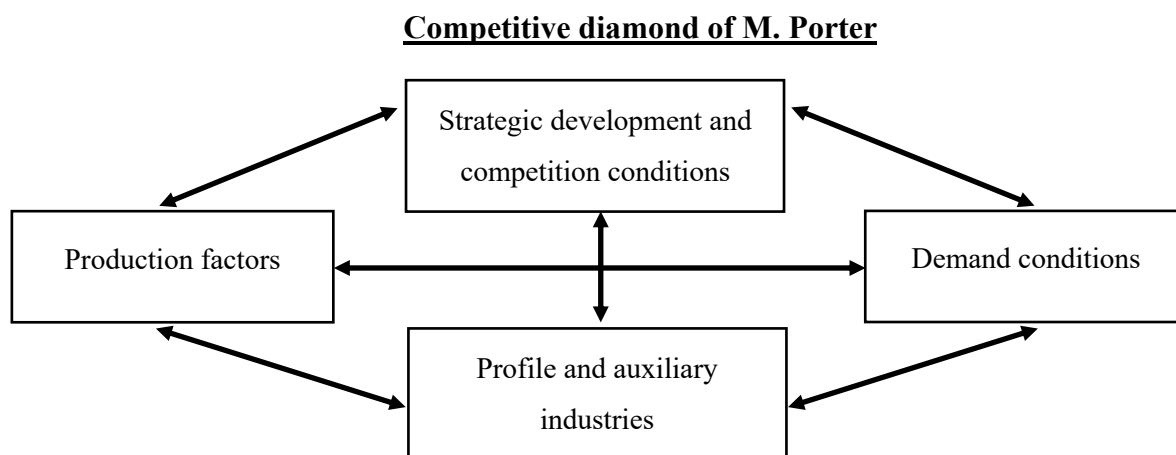 Competitive diamond of M. Porter
Strategic development and
competition conditions
Production factors
Demand conditions
Profile and auxiliary
industries